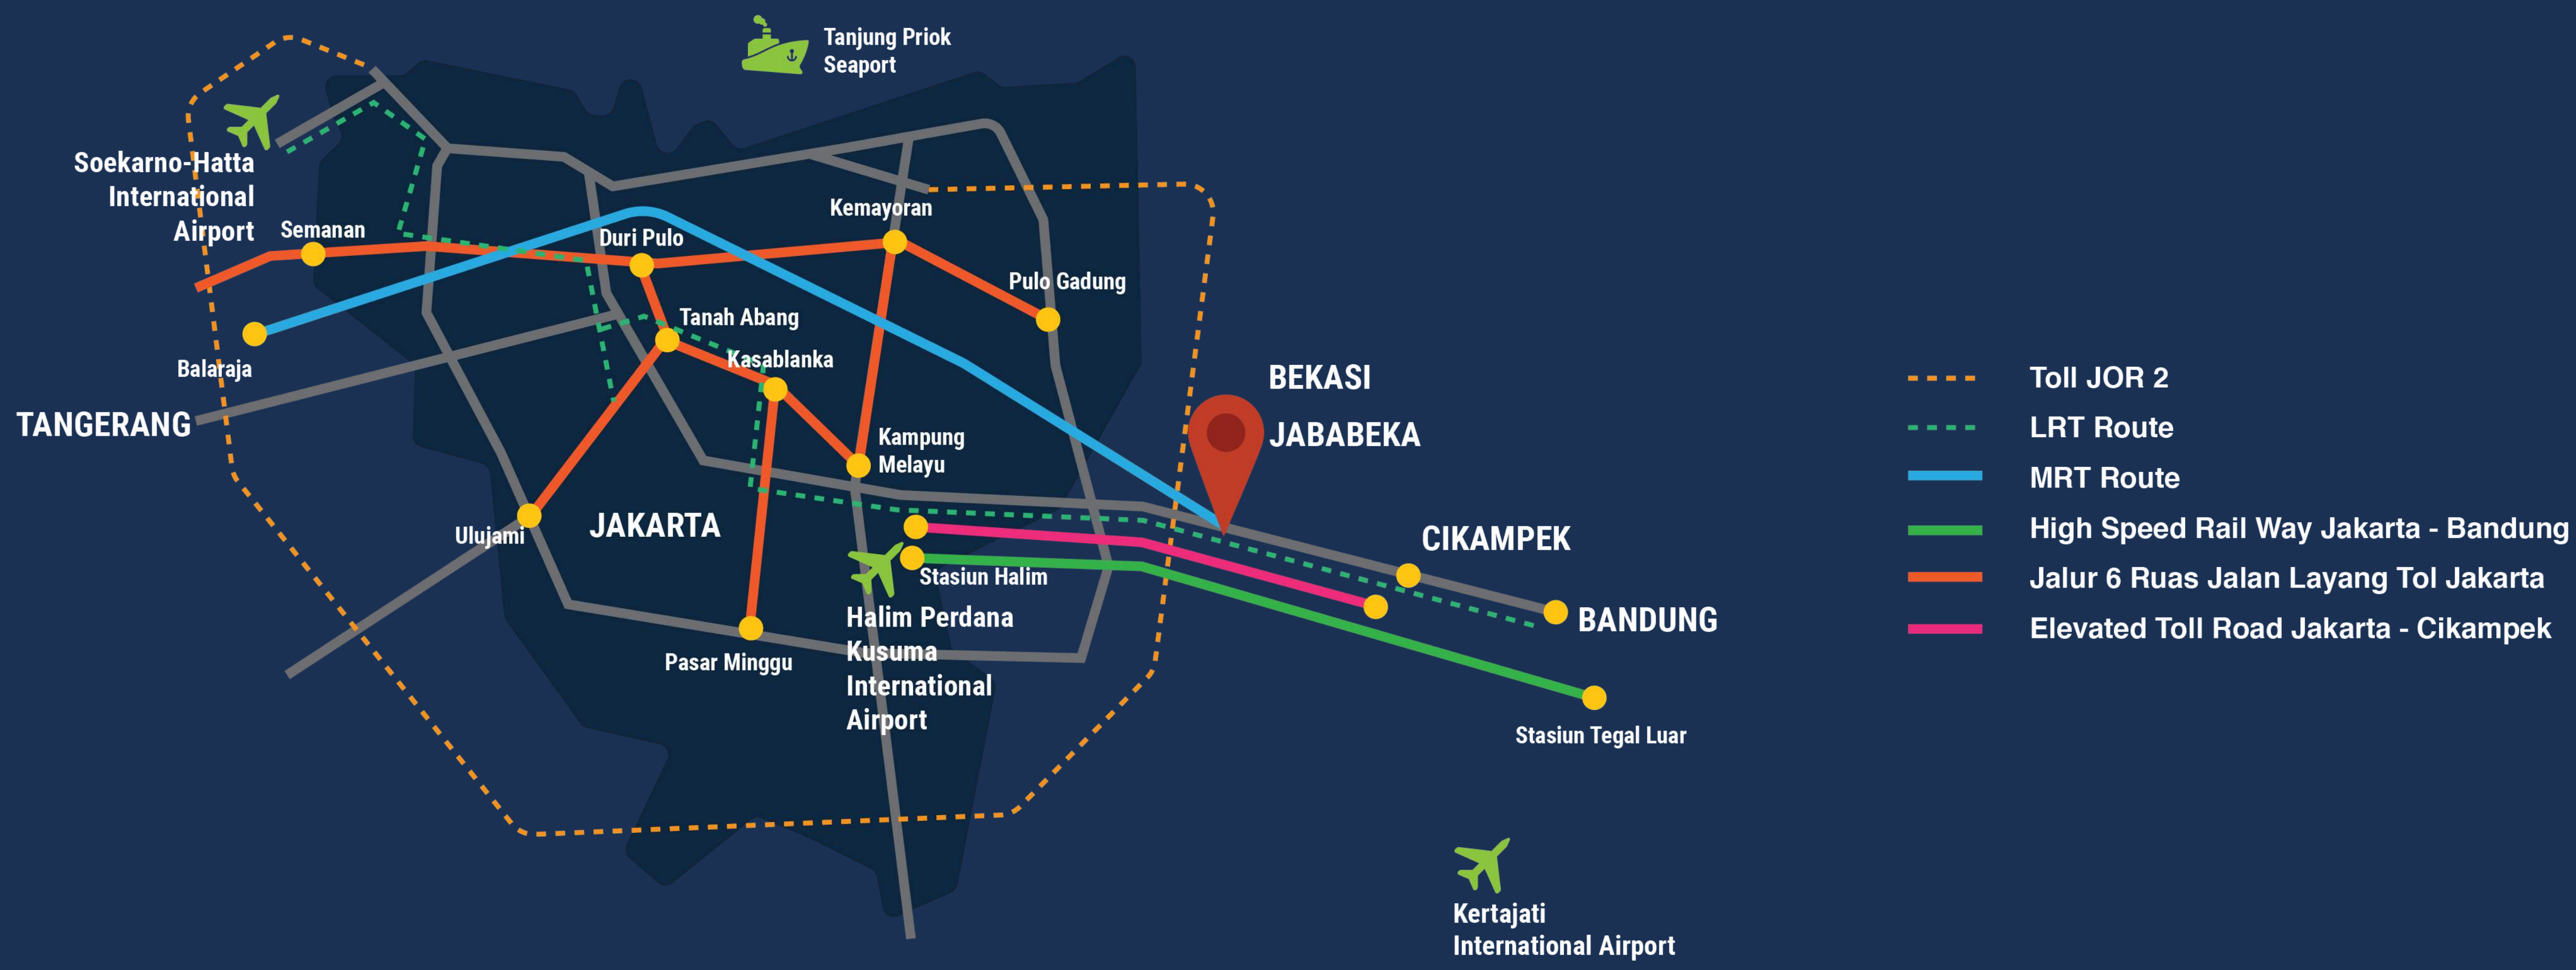 Tanjung Priok
Seaport
Soekarno-Hatta
International
Airport
Semanan
Duri Pulo
Kemayoran
Pulo Gadung
Tanah Abang
Kasablanka
Balaraja
TANGERANG
Kampung
Melayu
BEKASI
JABABEKA
Ulujami
JAKARTA
CIKAMPEK
Stasiun Halim
Halim Perdana
Kusuma
International
Airport
BANDUNG
Pasar Minggu
Stasiun Tegal Luar
Kertajati
International Airport
Toll JOR 2
LRT Route
MRT Route
High Speed Rail Way Jakarta - Bandung
Jalur 6 Ruas Jalan Layang Tol Jakarta
Elevated Toll Road Jakarta - Cikampek